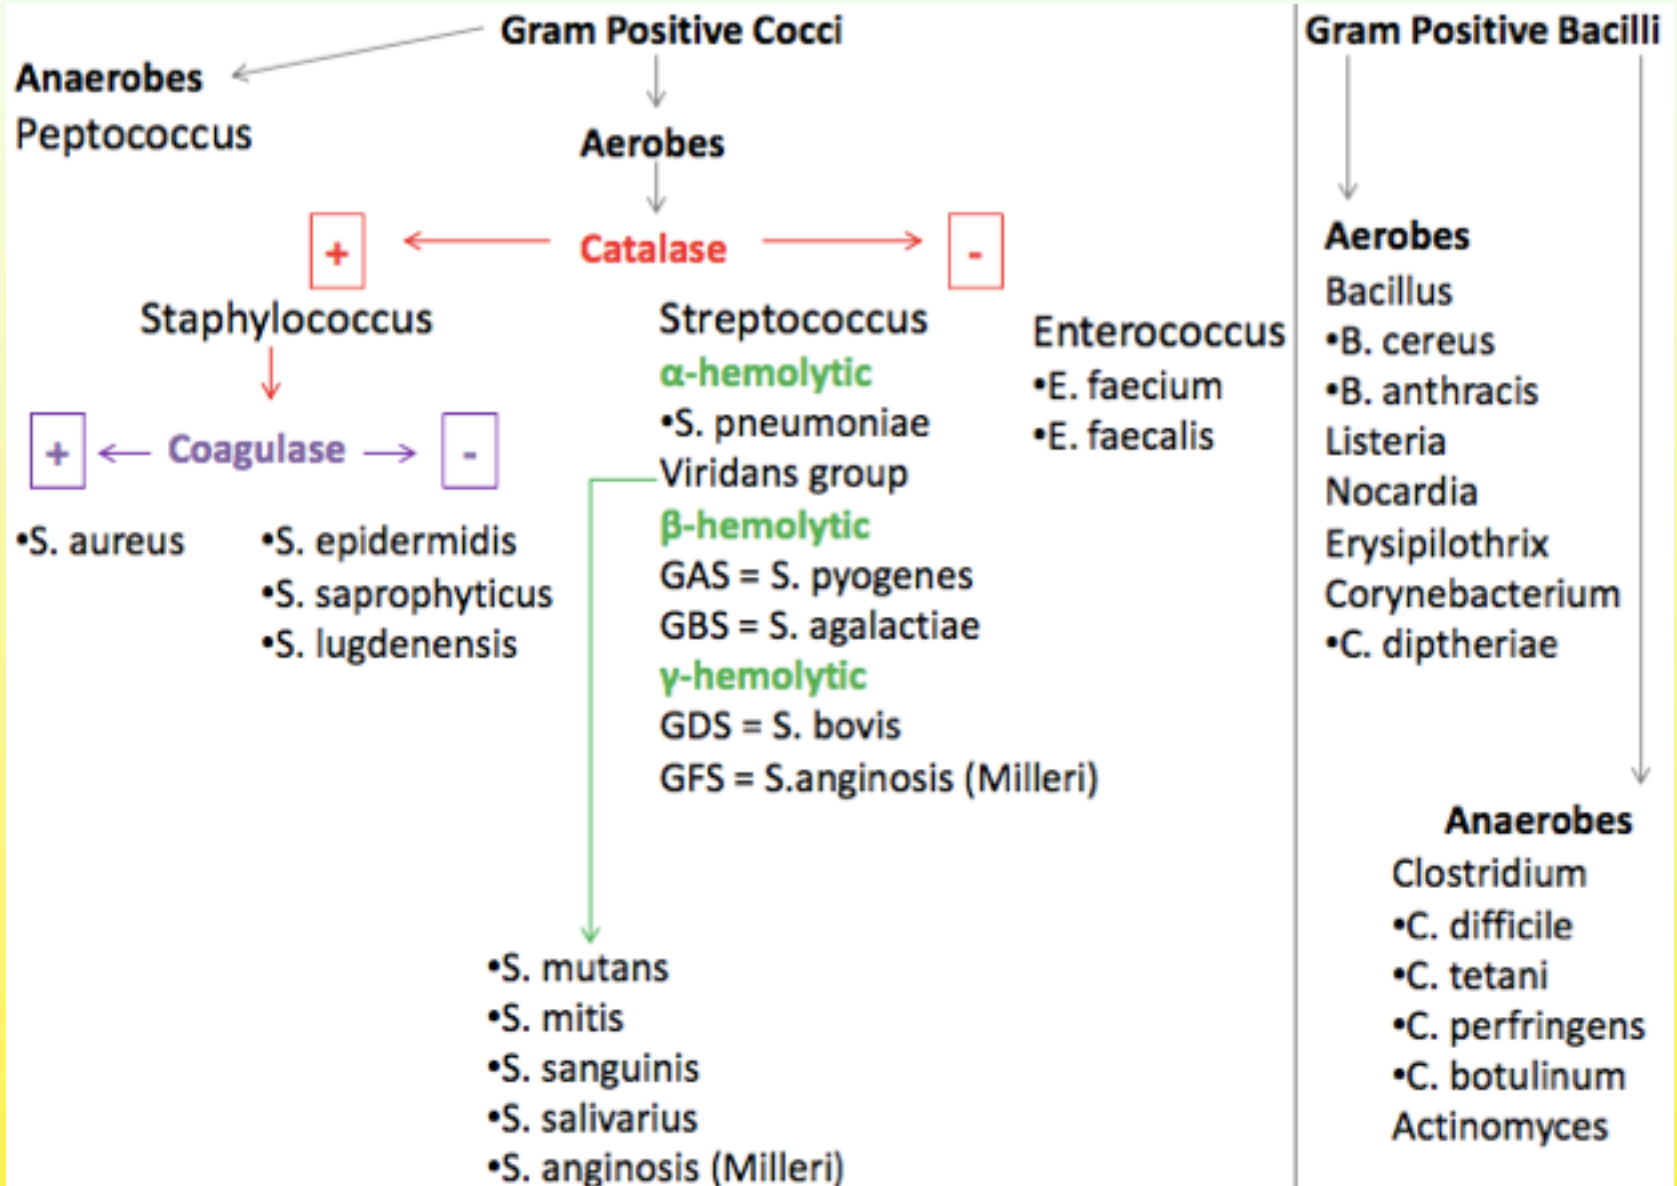 Gram Positive Cocci
Anaerobes
Peptococcus
Aerobes
+
Catalase
-
Staphylococcus
+
Coagulase
-
•S. aureus
•S. epidermidis
•S. saprophyticus
•S. lugdenensis
Streptococcus
α-hemolytic
•S. pneumoniae
Viridans group
β-hemolytic
GAS = S. pyogenes
GBS = S. agalactiae
γ-hemolytic
GDS = S. bovis
GFS = S.anginosis (Milleri)
•S. mutans
•S. mitis
•S. sanguinis
•S. salivarius
•S. anginosis (Milleri)
Enterococcus
•E. faecium
•E. faecalis
Gram Positive Bacilli
Aerobes
Bacillus
•B. cereus
•B. anthracis
Listeria
Nocardia
Erysipilothrix
Corynebacterium
•C. diptheriae
Anaerobes
Clostridium
•C. difficile
•C. tetani
•C. perfringens
•C. botulinum
Actinomyces